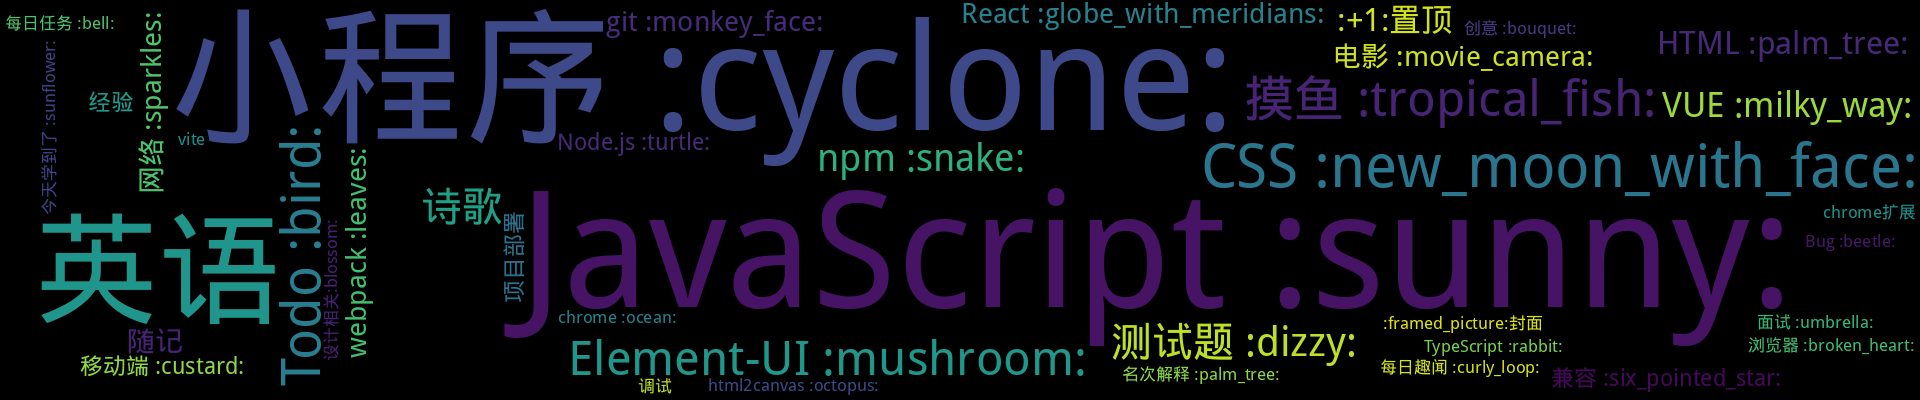 每日任务 :bell:
今天学到了 :sunflower:
经验
网络 :sparkles:
vite
小程序 :cyclone:
git :monkey_face:
React :globe_with_meridians:
:+1:置顶
创意 :bouquet:
HTML :palm_tree:
电影 :movie_camera:
摸鱼 :tropical_fish:
VUE :milky_way:
Node.js :turtle:
npm :snake:
CSS :new_moon_with_face:
英语
Todo :bird:
设计相关:blossom:
webpack :leaves:
诗歌
项目部署
JavaScript :sunny:
chrome扩展
Bug :beetle:
随记
移动端 :custard:
chrome :ocean:
Element-UI :mushroom:
调试
html2canvas :octopus:
测试题 :dizzy:
名次解释 :palm_tree:
:framed_picture:封面
TypeScript :rabbit:
每日趣闻 :curly_loop:
面试 :umbrella:
浏览器 :broken_heart:
兼容 :six_pointed_star: